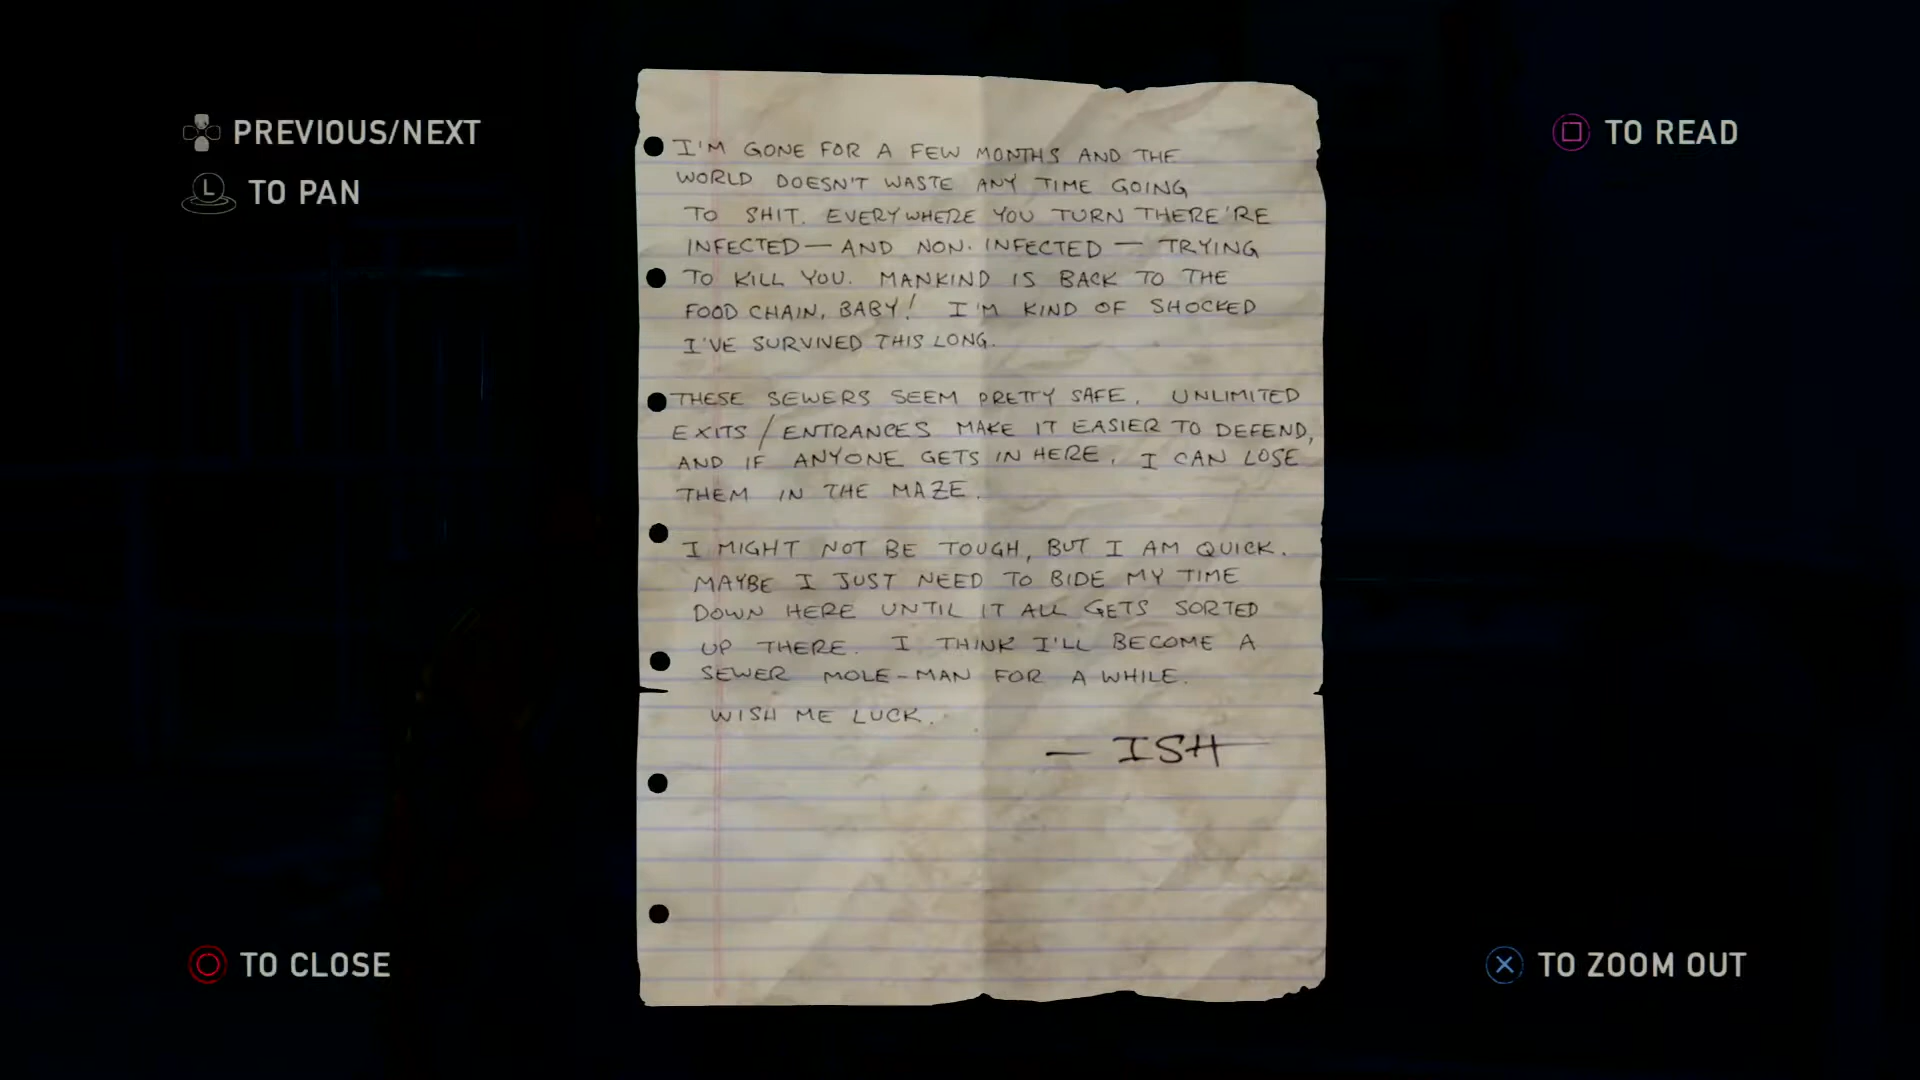 PREVIOUS/NEXT
L TO PAN
TO READ
I'M GONE FOR A FEW MONTHS AND THE
WORLD DOESN'T WASTE ANY TIME GOING
TO SHIT. EVERYWHERE YOU TURN THERE'RE
INFECTED — AND NON-INFECTED — TRYING
TO KILL YOU. MANKIND IS BACK TO THE
FOOD CHAIN, BABY! I'M KIND OF SHOCKED
I'VE SURVIVED THIS LONG.
THESE SEWERS SEEM PRETTY SAFE. UNLIMITED
EXITS/ENTRANCES MAKE IT EASIER TO DEFEND,
AND IF ANYONE GETS IN HERE, I CAN LOSE
THEM IN THE MAZE.
I MIGHT NOT BE TOUGH, BUT I AM QUICK.
MAYBE I JUST NEED TO BIDE MY TIME
DOWN HERE UNTIL IT ALL GETS SORTED
UP THERE. I THINK I'LL BECOME A
SEWER MOLE-MAN FOR A WHILE.
WISH ME LUCK.
— ISH
TO CLOSE
TO ZOOM OUT